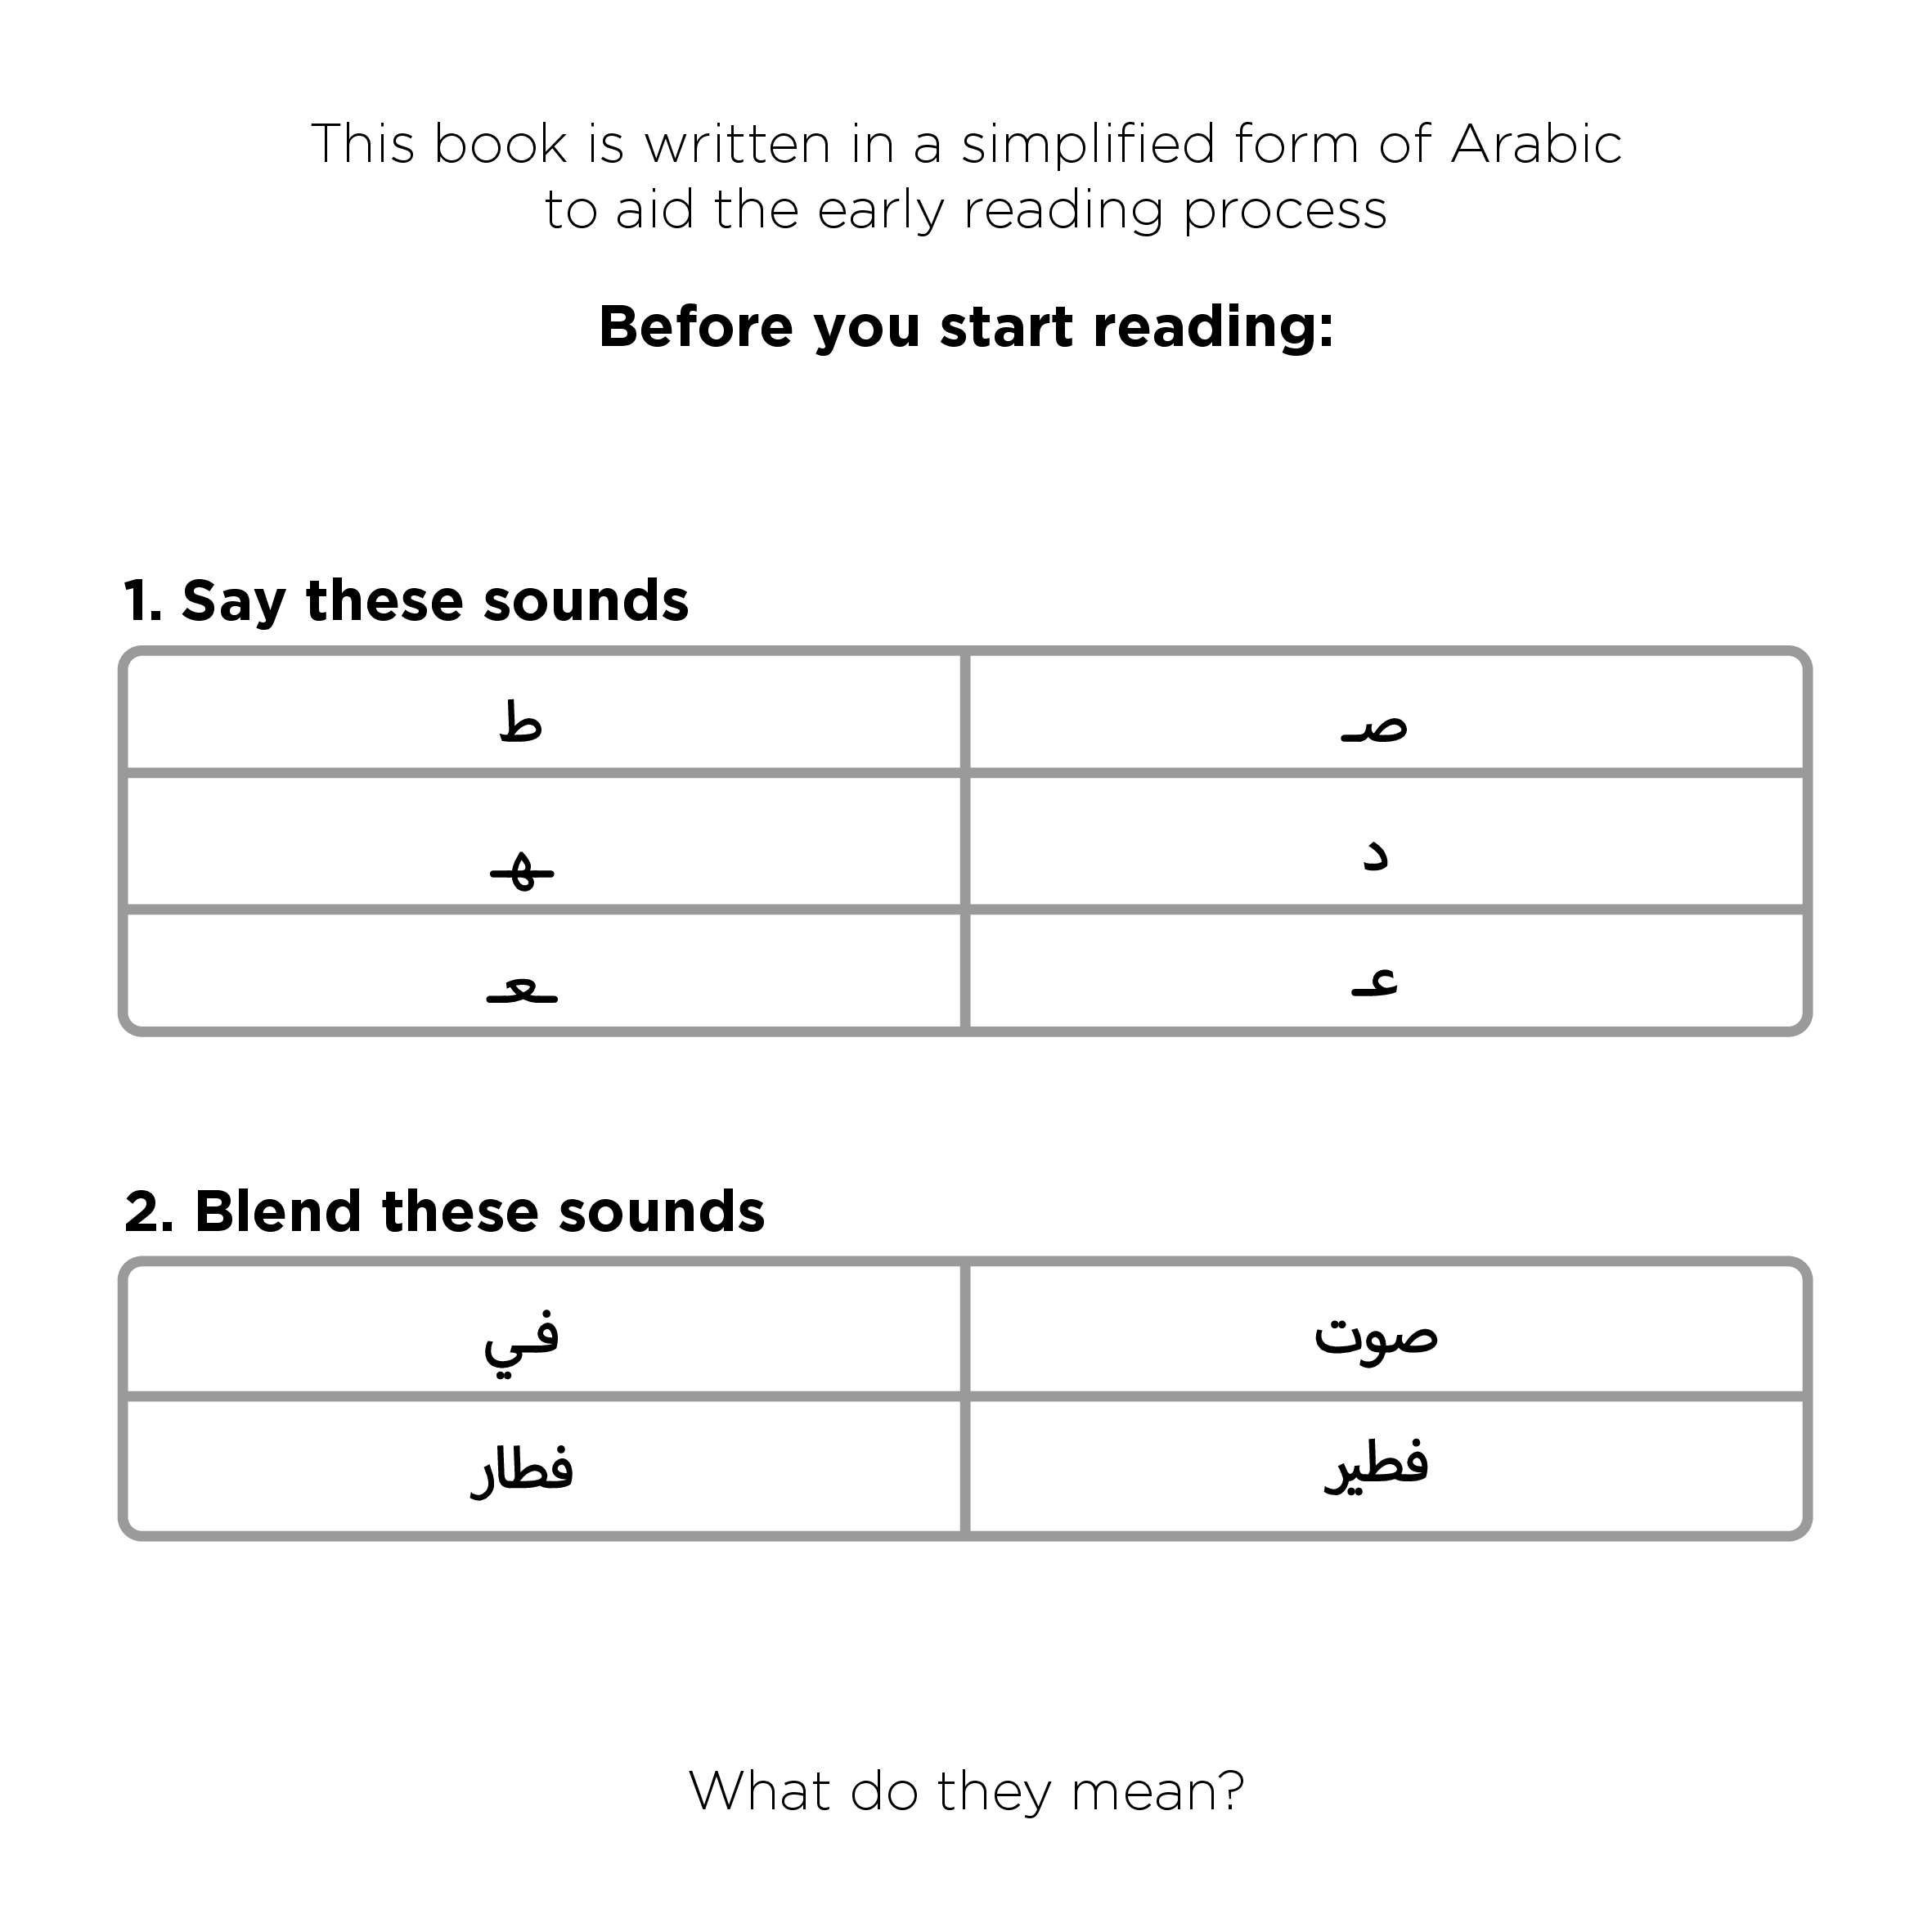 This book is written in a simplified form of Arabic
to aid the early reading process
Before you start reading:
1. Say these sounds
صـ ط
د ـهـ
عـ ـعـ
2. Blend these sounds
صوت في
فطير فطار
What do they mean?